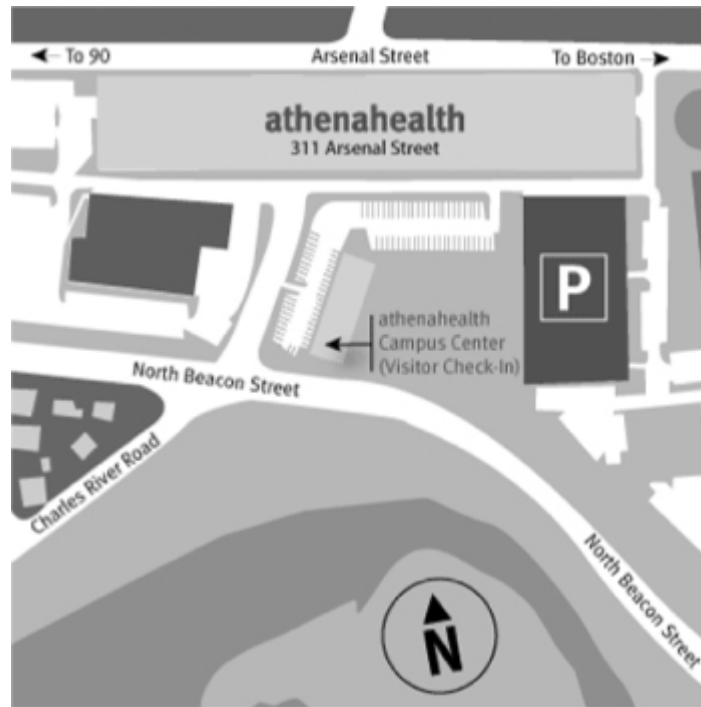 To 90
Arsenal Street
To Boston
athenahealth
311 Arsenal Street
P
athenahealth
Campus Center
(Visitor Check-In)
North Beacon Street
Charles River Road
North Beacon Street
N